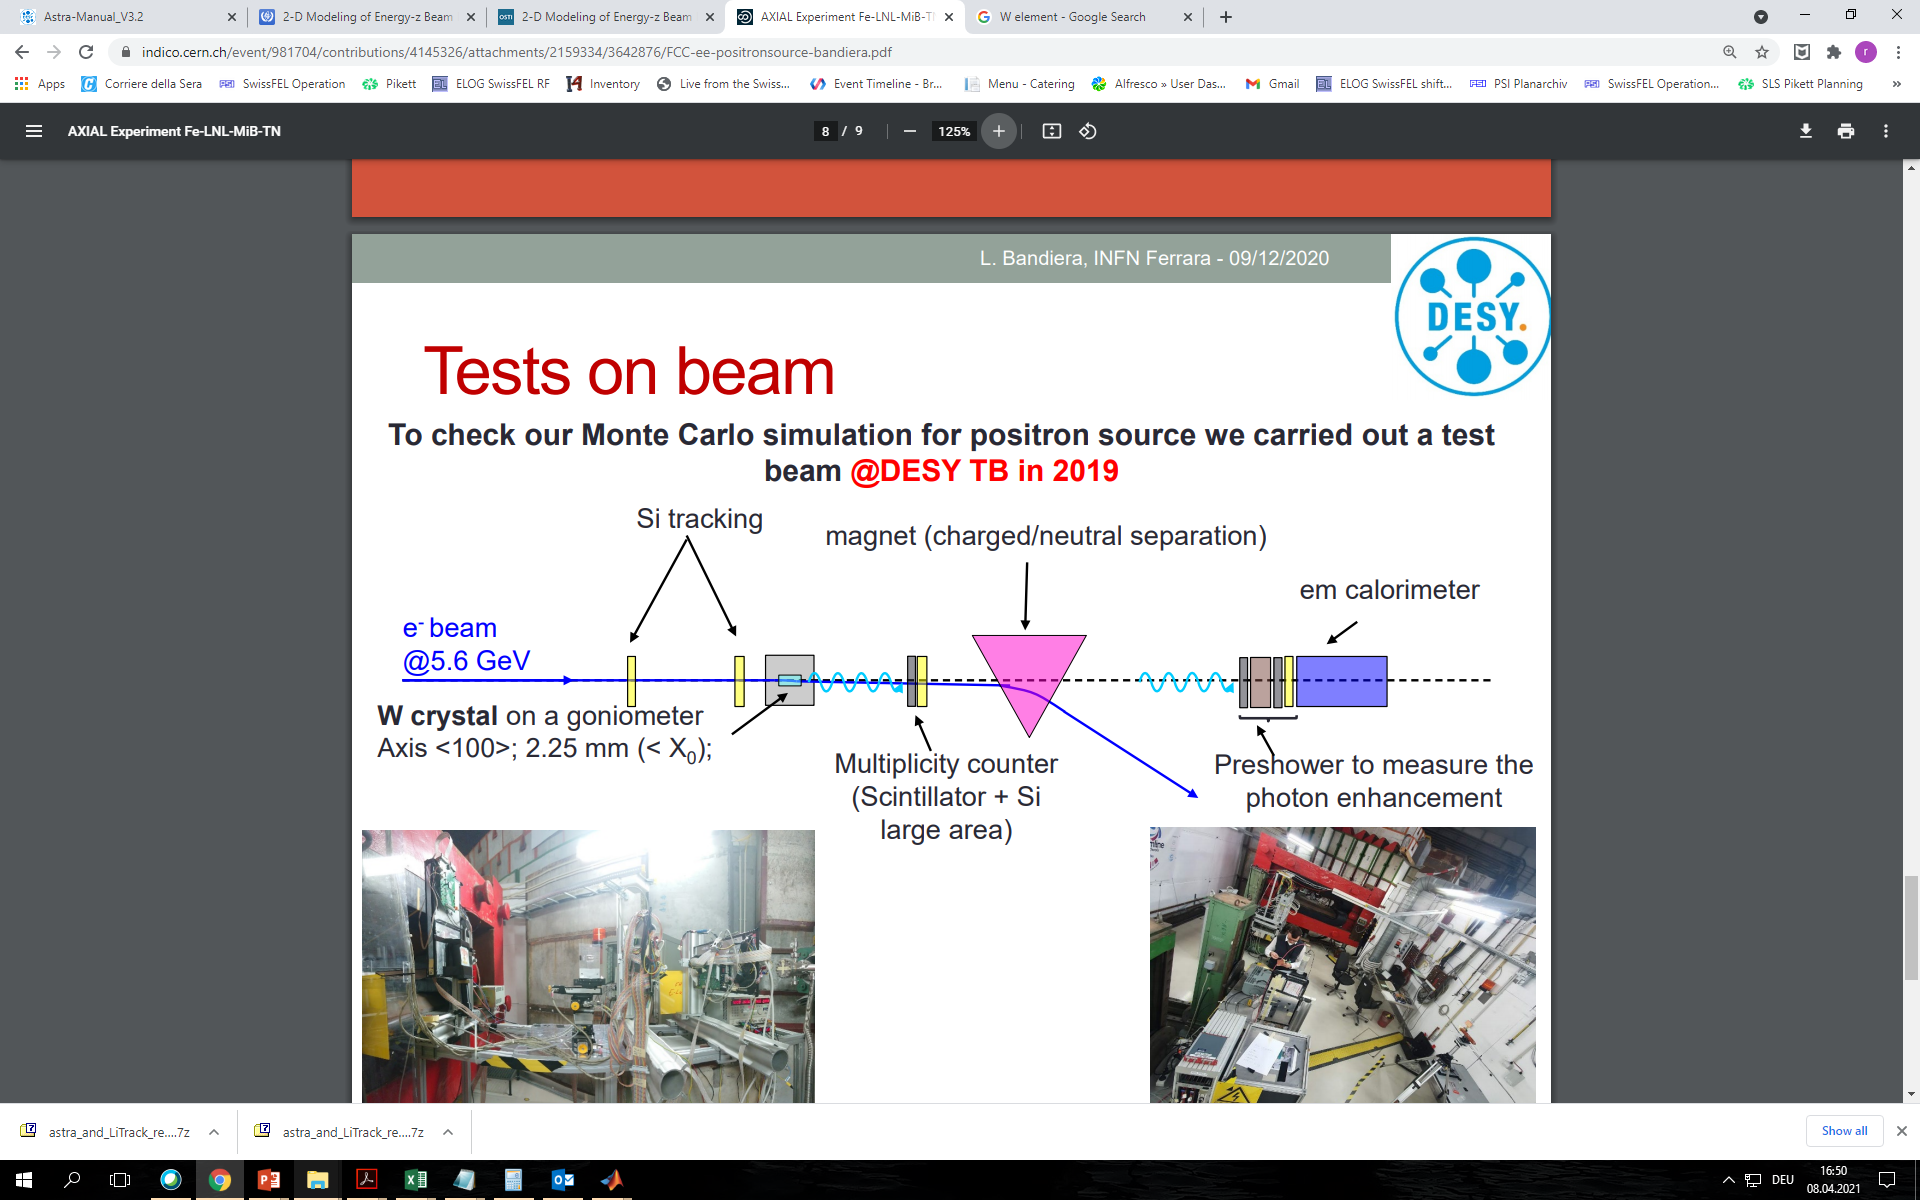 Astra-Manual_V3.2
2-D Modeling of Energy-z Beam
2-D Modeling of Energy-z Beam
AXIAL Experiment Fe-LNL-MiB-T
W element - Google Search
indico.cern.ch/event/981704/contributions/4145326/attachments/2159334/3642876/FCC-ee-positronsource-bandiera.pdf
Apps
Corriere della Sera
SwissFEL Operation
Pikett
ELOG SwissFEL RF
Inventory
Live from the Swiss...
Event Timeline - Br...
Menu - Catering
Alfresco » User Das...
Gmail
ELOG SwissFEL shift...
PSI Planarchiv
SwissFEL Operation...
SLS Pikett Planning
»
AXIAL Experiment Fe-LNL-MiB-TN
8 / 9
125%
L. Bandiera, INFN Ferrara - 09/12/2020
DESY.
Tests on beam
To check our Monte Carlo simulation for positron source we carried out a test
beam @DESY TB in 2019
Si tracking
magnet (charged/neutral separation)
em calorimeter
e- beam
@5.6 GeV
W crystal on a goniometer
Axis <100>; 2.25 mm (< X0);
Multiplicity counter
(Scintillator + Si
large area)
Preshower to measure the
photon enhancement
astra_and_LiTrack_re....7z
astra_and_LiTrack_re....7z
Show all
DEU
16:50
08.04.2021